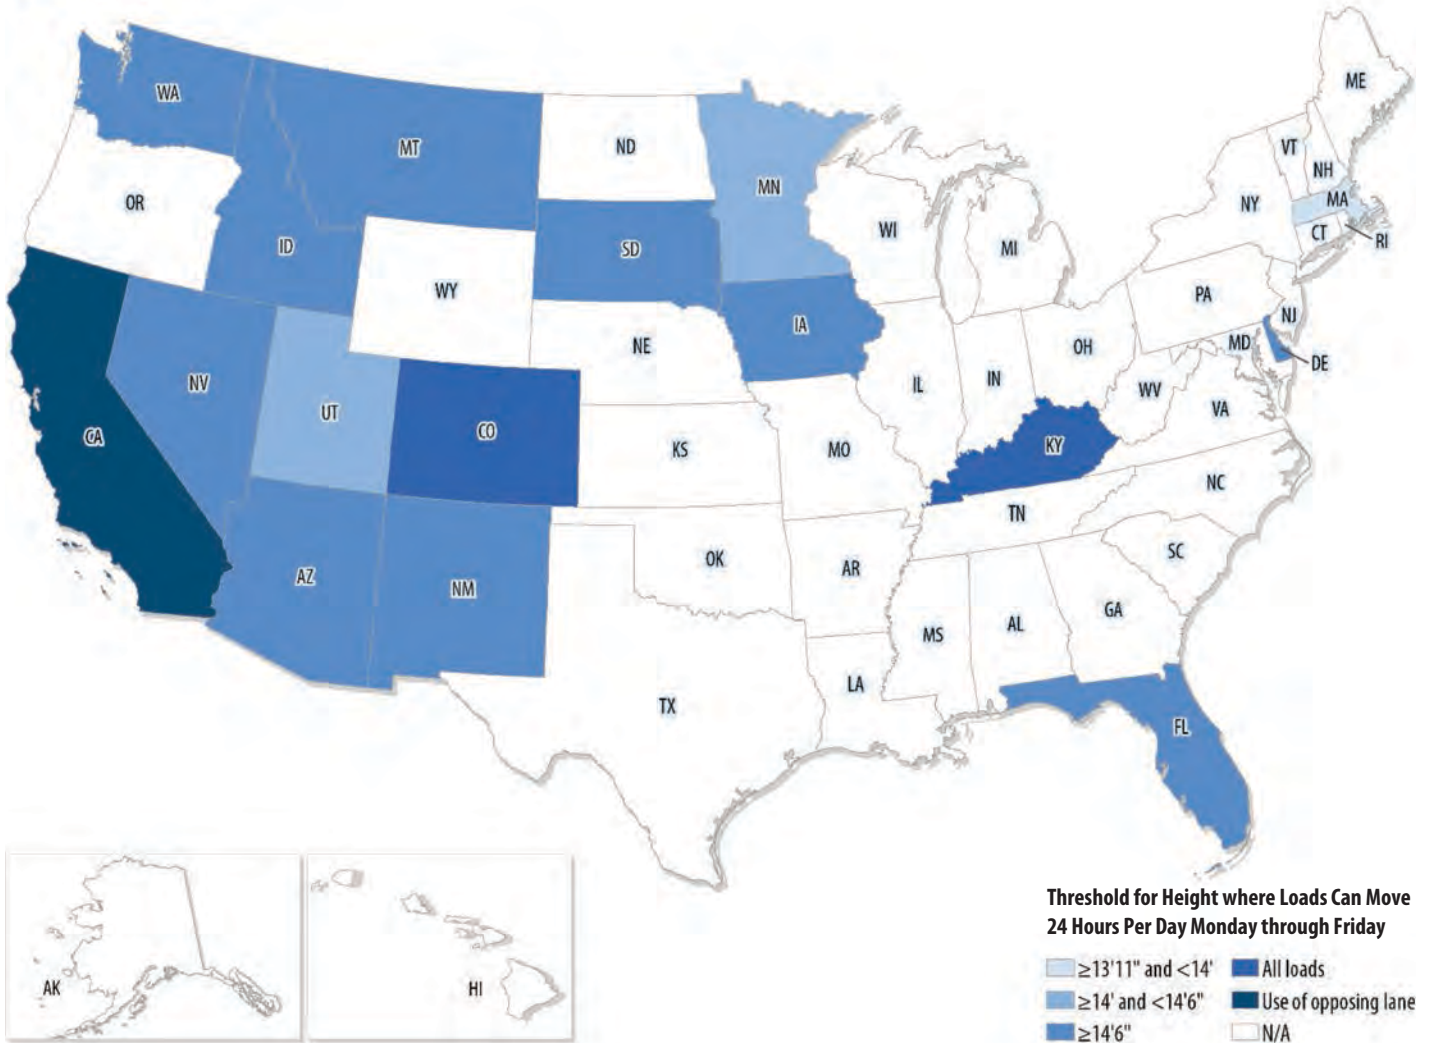 ME
WA
VT
MT
ND
NH
MN
MA
OR
NY
WI
CT
RI
ID
SD
MI
WY
PA
NJ
IA
NE
MD
OH
DE
NV
IL
IN
WV
UT
VA
CO
CA
KY
KS
MO
NC
TN
SC
OK
AR
AZ
NM
GA
AL
MS
LA
TX
FL
AK
HI
Threshold for Height where Loads Can Move
24 Hours Per Day Monday through Friday
≥13'11" and <14'
All loads
≥14' and <14'6"
Use of opposing lane
≥14'6"
N/A